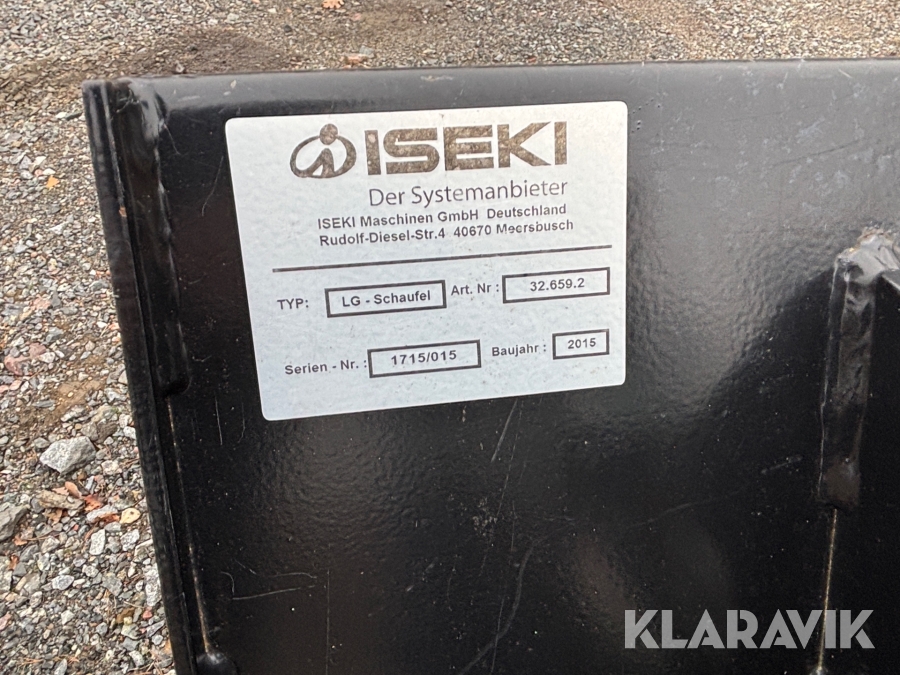 ISEKI
Der Systemanbieter
ISEKI Maschinen GmbH Deutschland
Rudolf-Diesel-Str.4 40670 Meersbusch
TYP: LG - Schaufel Art. Nr : 32.659.2
Serien - Nr. : 1715/015 Baujahr : 2015
KLARAVIK